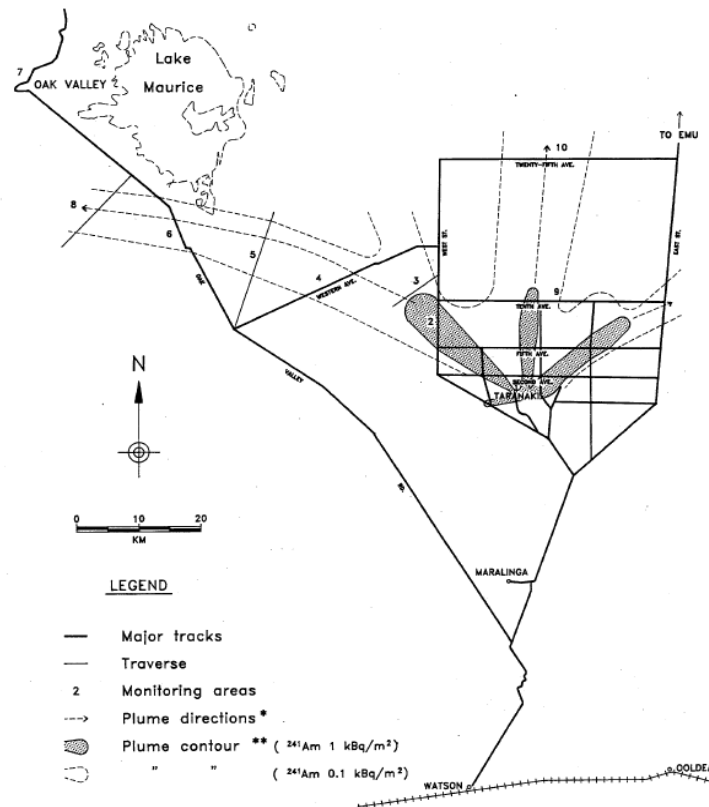 Lake
Maurice
7
OAK VALLEY
TO EMU
10
TWENTY-FIFTH AVE.
8
6
5
4
WESTERN AVE.
3
WEST ST.
EAST ST.
9
TENTH AVE.
2
OAK
FIFTH AVE.
SECOND AVE.
TARANAKI
VALLEY
RD.
N
0 10 20
KM
MARALINGA
LEGEND
Major tracks
Traverse
2 Monitoring areas
Plume directions *
Plume contour ** ( ²⁴¹Am 1 kBq/m²)
" " ( ²⁴¹Am 0.1 kBq/m²)
WATSON
OOLDEA